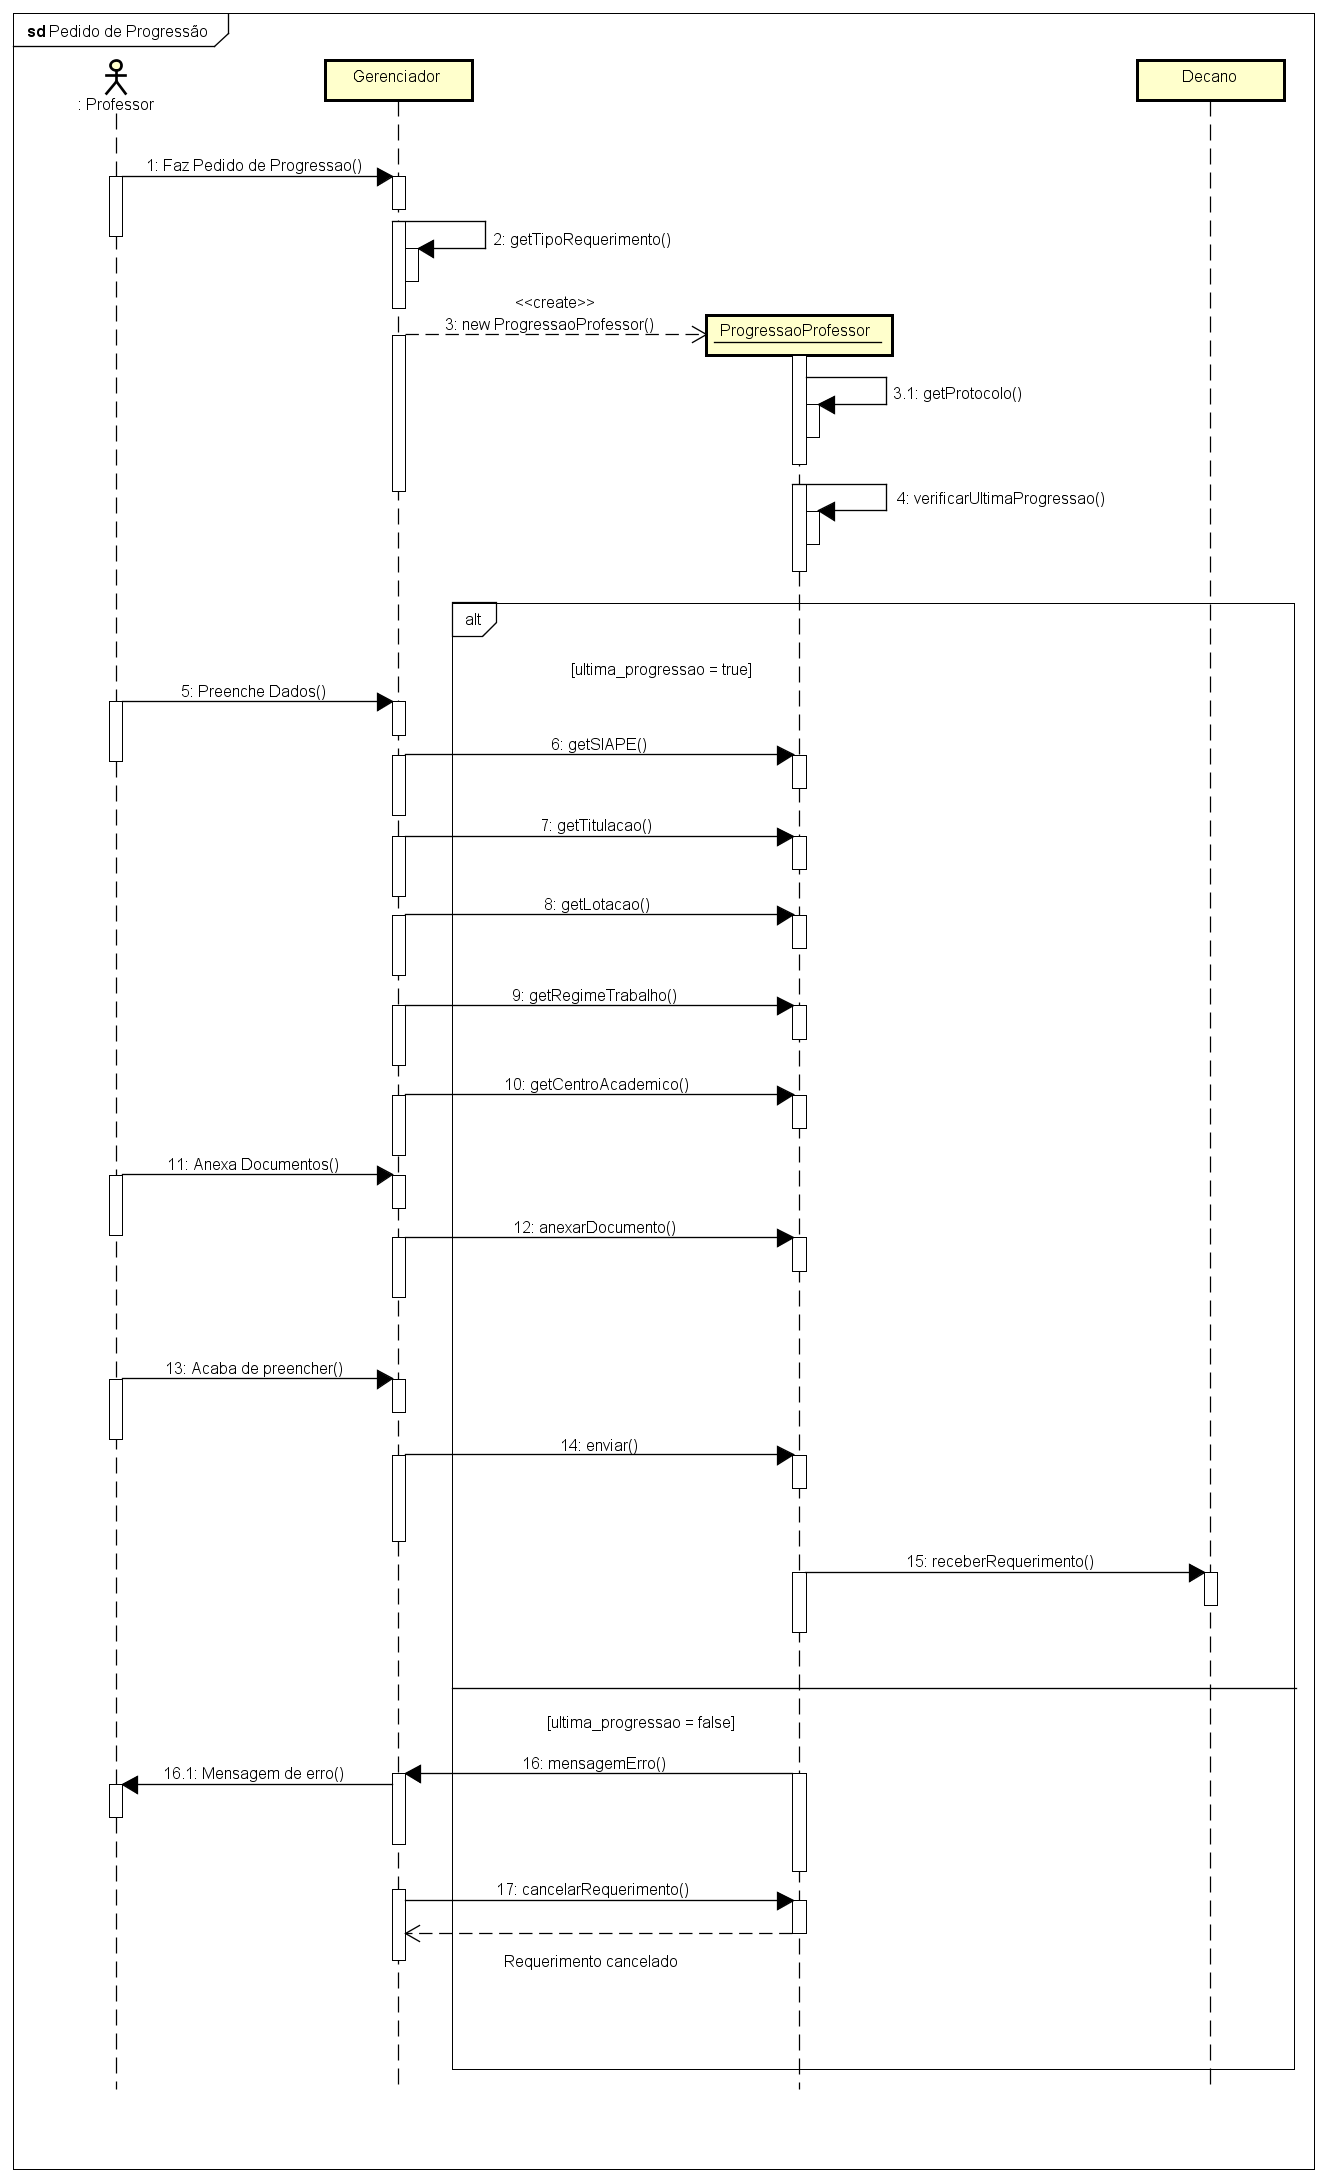 sd Pedido de Progressão
: Professor
Gerenciador
Decano
1: Faz Pedido de Progressao()
2: getTipoRequerimento()
<<create>>
3: new ProgressaoProfessor()
ProgressaoProfessor
3.1: getProtocolo()
4: verificarUltimaProgressao()
alt
[ultima_progressao = true]
5: Preenche Dados()
6: getSIAPE()
7: getTitulacao()
8: getLotacao()
9: getRegimeTrabalho()
10: getCentroAcademico()
11: Anexa Documentos()
12: anexarDocumento()
13: Acaba de preencher()
14: enviar()
15: receberRequerimento()
[ultima_progressao = false]
16: mensagemErro()
16.1: Mensagem de erro()
17: cancelarRequerimento()
Requerimento cancelado